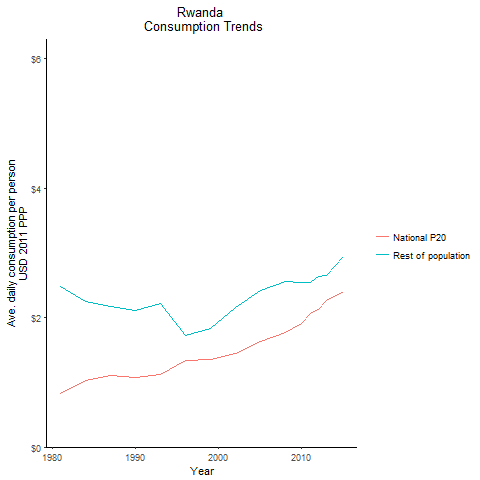 Rwanda
Consumption Trends
Ave. daily consumption per person
USD 2011 PPP
$6
$4
$2
$0
1980
1990
2000
2010
Year
National P20
Rest of population